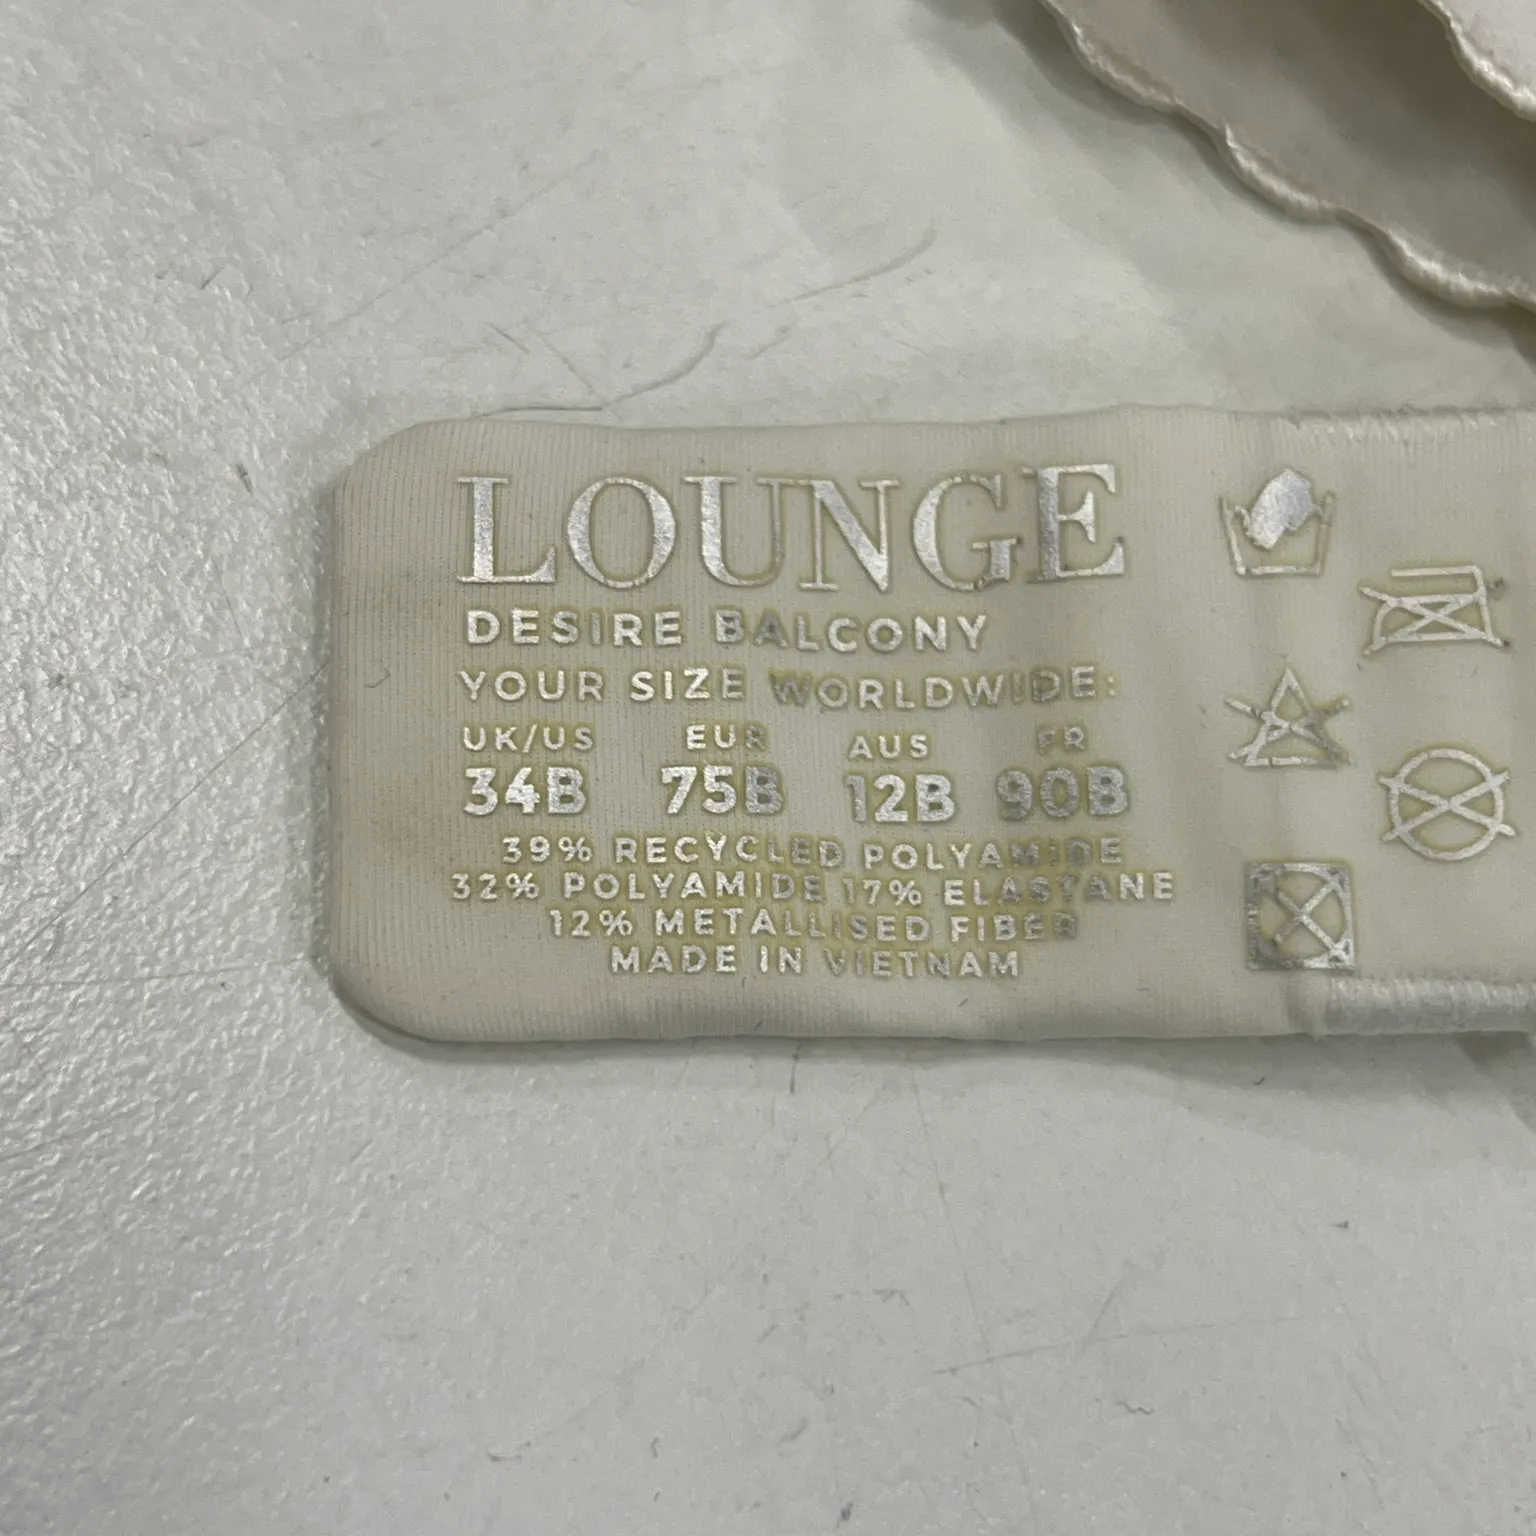 LOUNGE
DESIRE BALCONY
YOUR SIZE WORLDWIDE:
UK/US EUR AUS FR
34B 75B 12B 90B
39% RECYCLED POLYAMIDE
32% POLYAMIDE 17% ELASTANE
12% METALLISED FIBER
MADE IN VIETNAM